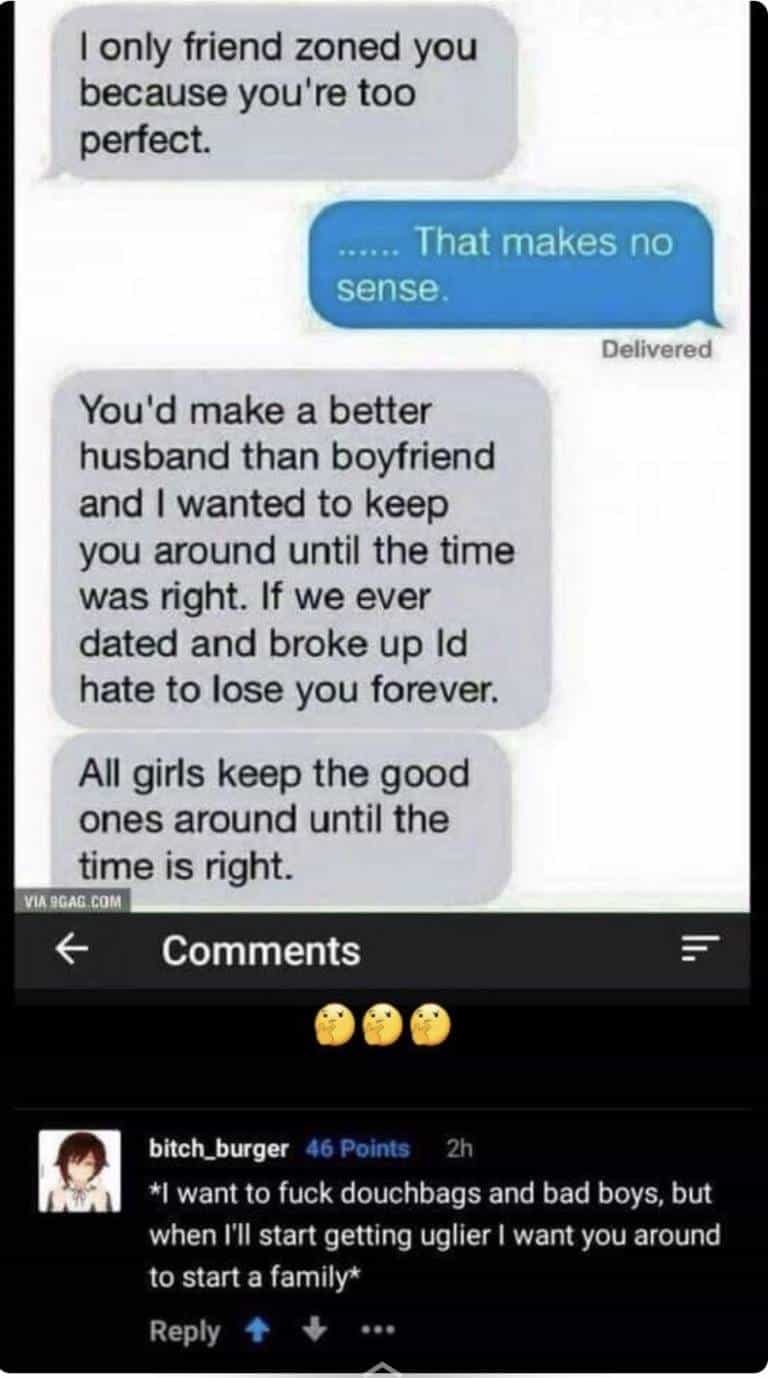 I only friend zoned you
because you're too
perfect.
...... That makes no
sense.
Delivered
You'd make a better
husband than boyfriend
and I wanted to keep
you around until the time
was right. If we ever
dated and broke up Id
hate to lose you forever.
All girls keep the good
ones around until the
time is right.
VIA 9GAG.COM
Comments
🤔🤔🤔
bitch_burger 46 Points 2h
*I want to fuck douchbags and bad boys, but
when I'll start getting uglier I want you around
to start a family*
Reply